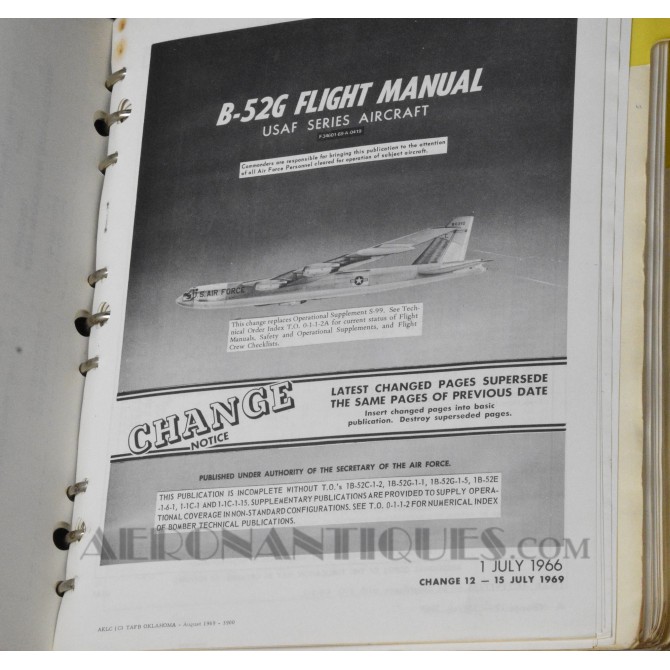 B-52G FLIGHT MANUAL
USAF SERIES AIRCRAFT
Commanders are responsible for bringing this publication to the attention
of all Air Force Personnel cleared for operation of subject aircraft.
U.S. AIR FORCE
This change replaces Operational Supplement S-99. See Tech-
nical Order Index T.O. 0-1-1-2A for current status of Flight
Manuals, Safety and Operational Supplements, and Flight
Crew Checklists.
CHANGE
NOTICE
LATEST CHANGED PAGES SUPERSEDE
THE SAME PAGES OF PREVIOUS DATE
Insert changed pages into basic
publication. Destroy superseded pages.
PUBLISHED UNDER AUTHORITY OF THE SECRETARY OF THE AIR FORCE.
THIS PUBLICATION IS INCOMPLETE WITHOUT T.O.'s 1B-52C-1-2, 1B-52G-1-1, 1B-52G-1-5, 1B-52E
-1-6-1, 1-1C-1 AND 1-1C-1-15. SUPPLEMENTARY PUBLICATIONS ARE PROVIDED TO SUPPLY OPERA-
TIONAL COVERAGE IN NON-STANDARD CONFIGURATIONS. SEE T.O. 0-1-1-2 FOR NUMERICAL INDEX
OF BOMBER TECHNICAL PUBLICATIONS.
AERONANTIQUES.COM
1 JULY 1966
CHANGE 12 — 15 JULY 1969
TAFB OKLAHOMA - August 1969 -